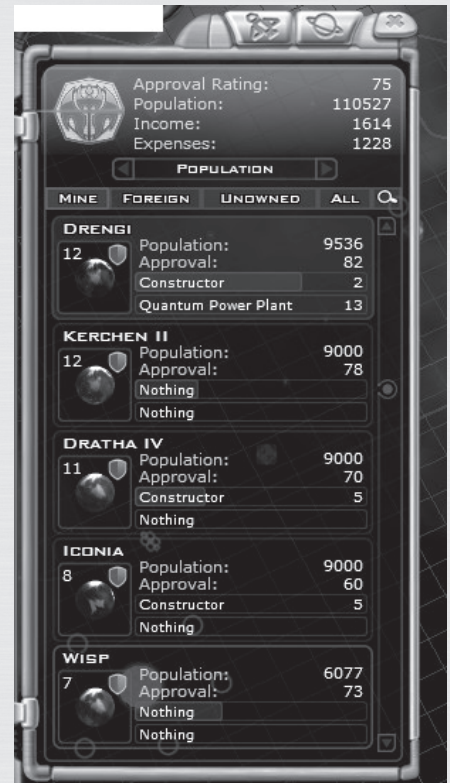 Approval Rating: 75
Population: 110527
Income: 1614
Expenses: 1228
POPULATION
MINE FOREIGN UNOWNED ALL
DRENGI
12
Population: 9536
Approval: 82
Constructor 2
Quantum Power Plant 13
KERCHEN II
12
Population: 9000
Approval: 78
Nothing
Nothing
DRATHA IV
11
Population: 9000
Approval: 70
Constructor 5
Nothing
ICONIA
8
Population: 9000
Approval: 60
Constructor 5
Nothing
WISP
7
Population: 6077
Approval: 73
Nothing
Nothing